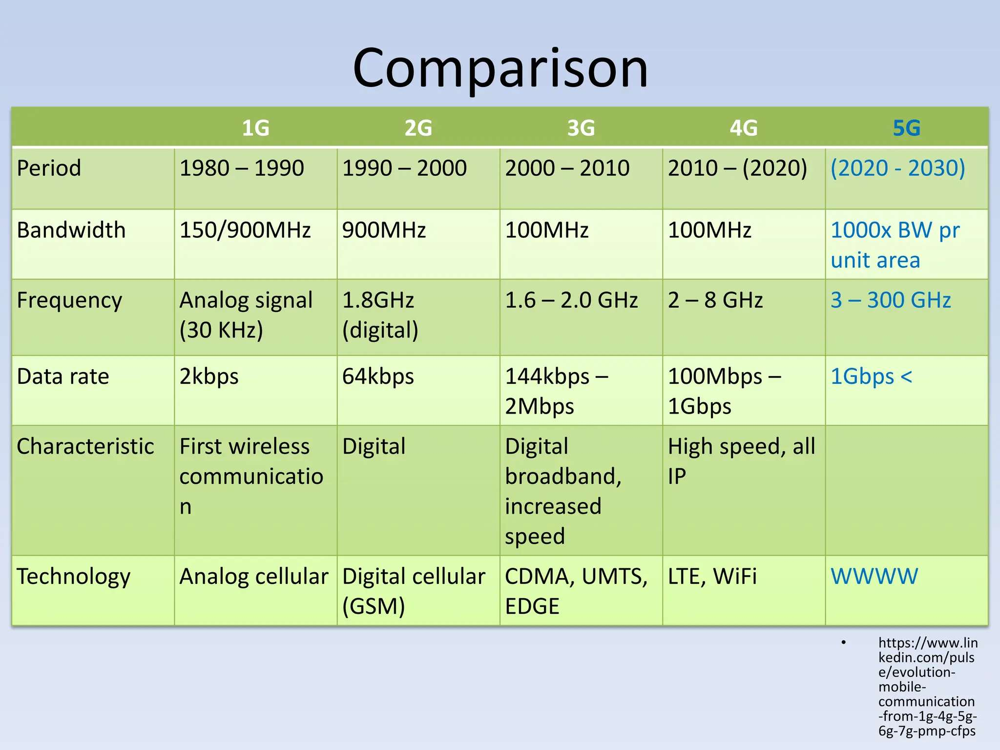 Comparison
1G 2G 3G 4G 5G
Period 1980 – 1990 1990 – 2000 2000 – 2010 2010 – (2020) (2020 - 2030)
Bandwidth 150/900MHz 900MHz 100MHz 100MHz 1000x BW pr
unit area
Frequency Analog signal 1.8GHz 1.6 – 2.0 GHz 2 – 8 GHz 3 – 300 GHz
(30 KHz) (digital)
Data rate 2kbps 64kbps 144kbps – 100Mbps – 1Gbps <
2Mbps 1Gbps
Characteristic First wireless Digital Digital High speed, all
communicatio broadband, IP
n increased
speed
Technology Analog cellular Digital cellular CDMA, UMTS, LTE, WiFi WWWW
(GSM) EDGE
• https://www.lin
kedin.com/puls
e/evolution-
mobile-
communication
-from-1g-4g-5g-
6g-7g-pmp-cfps